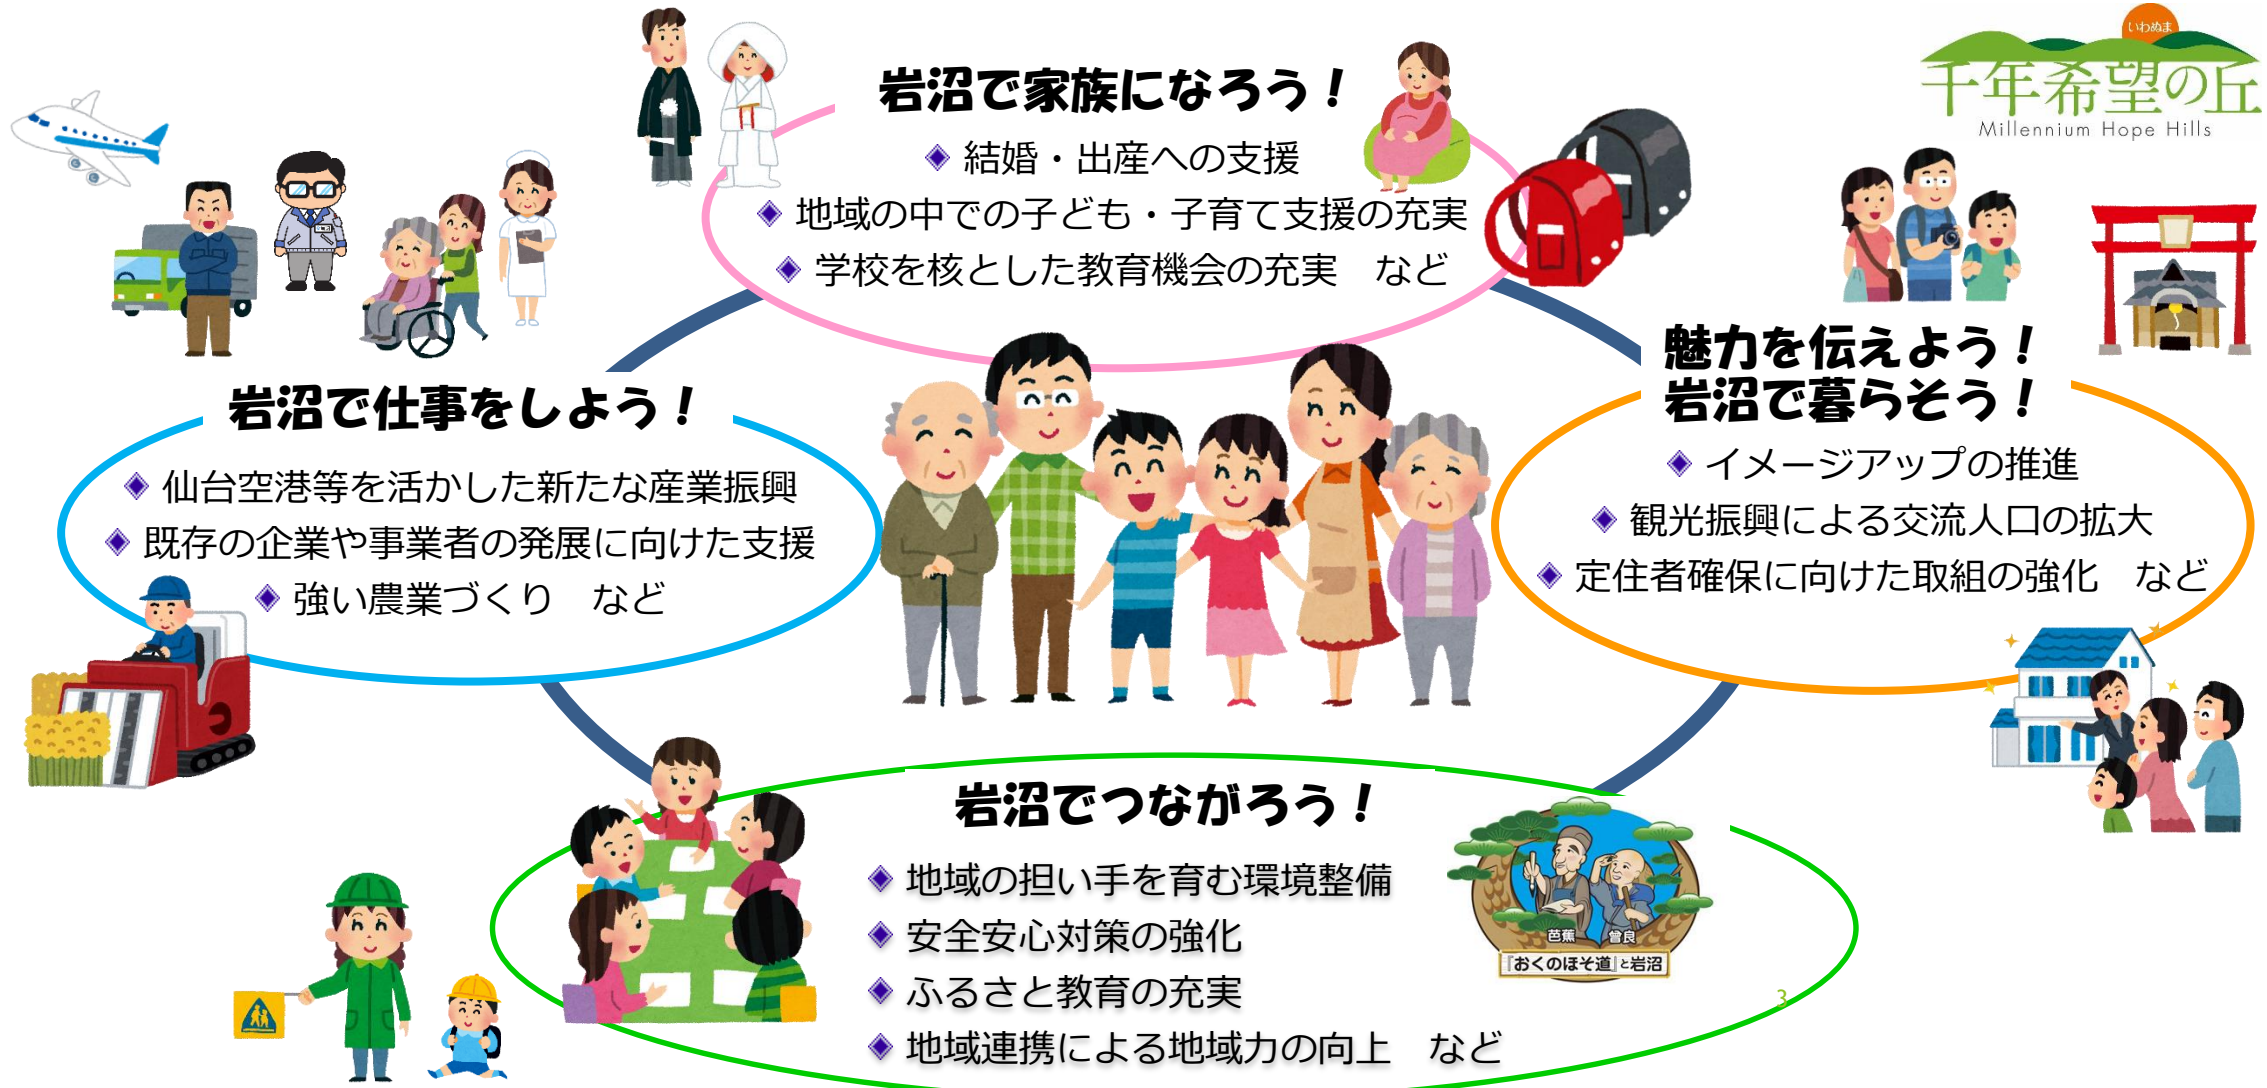 岩沼で家族になろう！
結婚・出産への支援
地域の中での子ども・子育て支援の充実
学校を核とした教育機会の充実　など
いわぬま
千年希望の丘
Millennium Hope Hills
岩沼で仕事をしよう！
仙台空港等を活かした新たな産業振興
既存の企業や事業者の発展に向けた支援
強い農業づくり　など
魅力を伝えよう！
岩沼で暮らそう！
イメージアップの推進
観光振興による交流人口の拡大
定住者確保に向けた取組の強化　など
岩沼でつながろう！
地域の担い手を育む環境整備
安全安心対策の強化
ふるさと教育の充実
地域連携による地域力の向上　など
芭蕉　曾良
『おくのほそ道』と岩沼
3